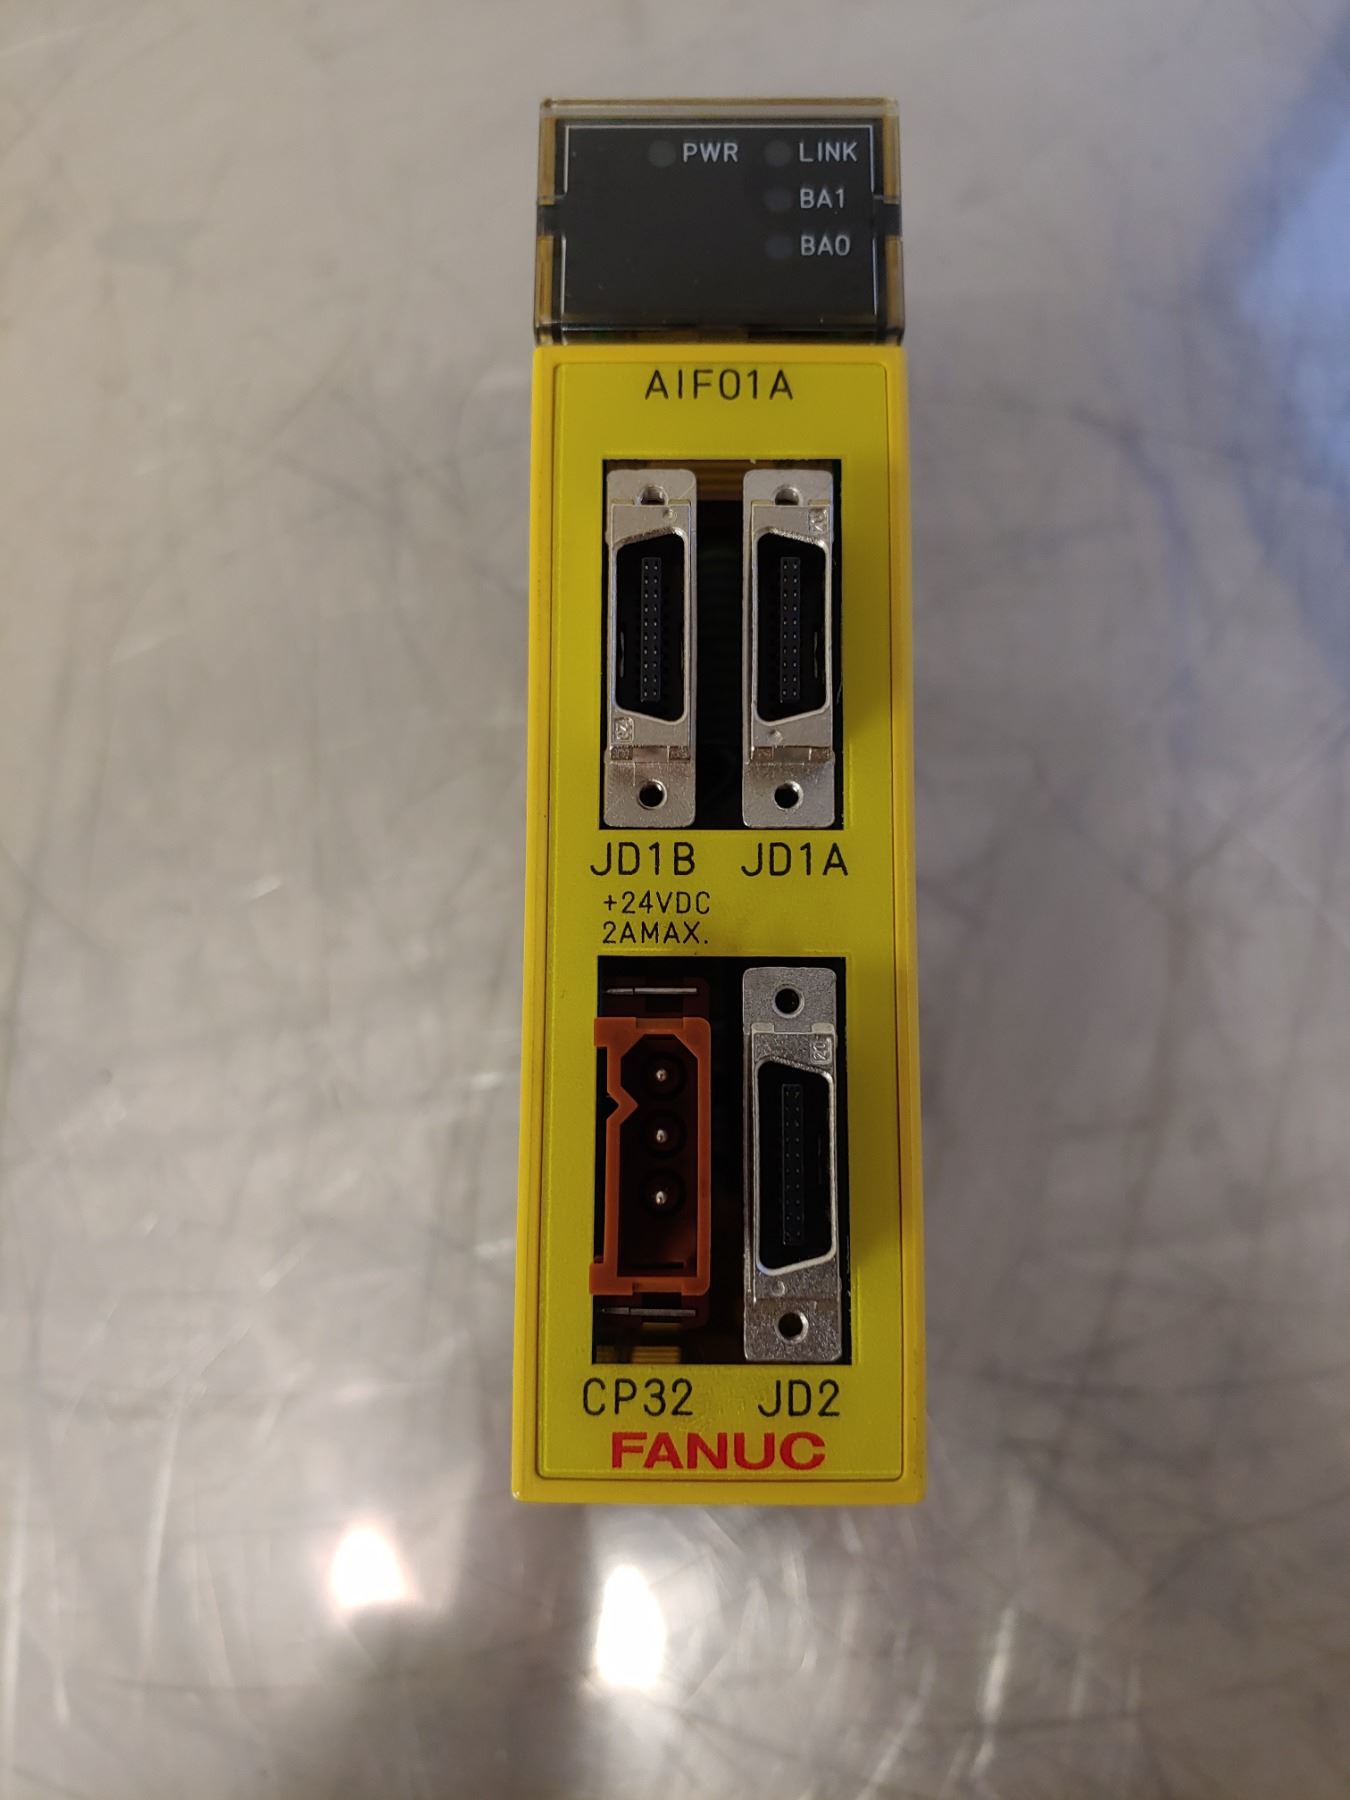 PWR LINK
BA1
BA0
AIF01A
JD1B JD1A
+24VDC
2AMAX.
CP32 JD2
FANUC